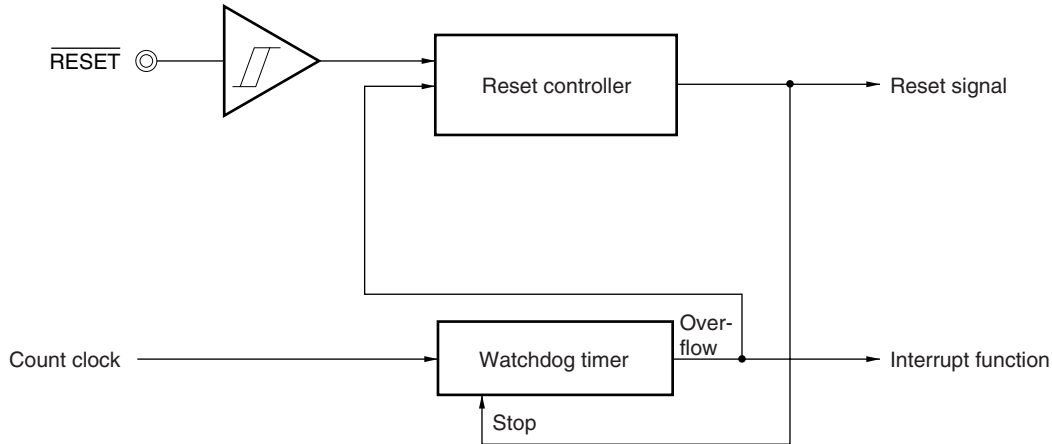 RESET
Reset controller
Reset signal
Over-
flow
Count clock
Watchdog timer
Interrupt function
Stop